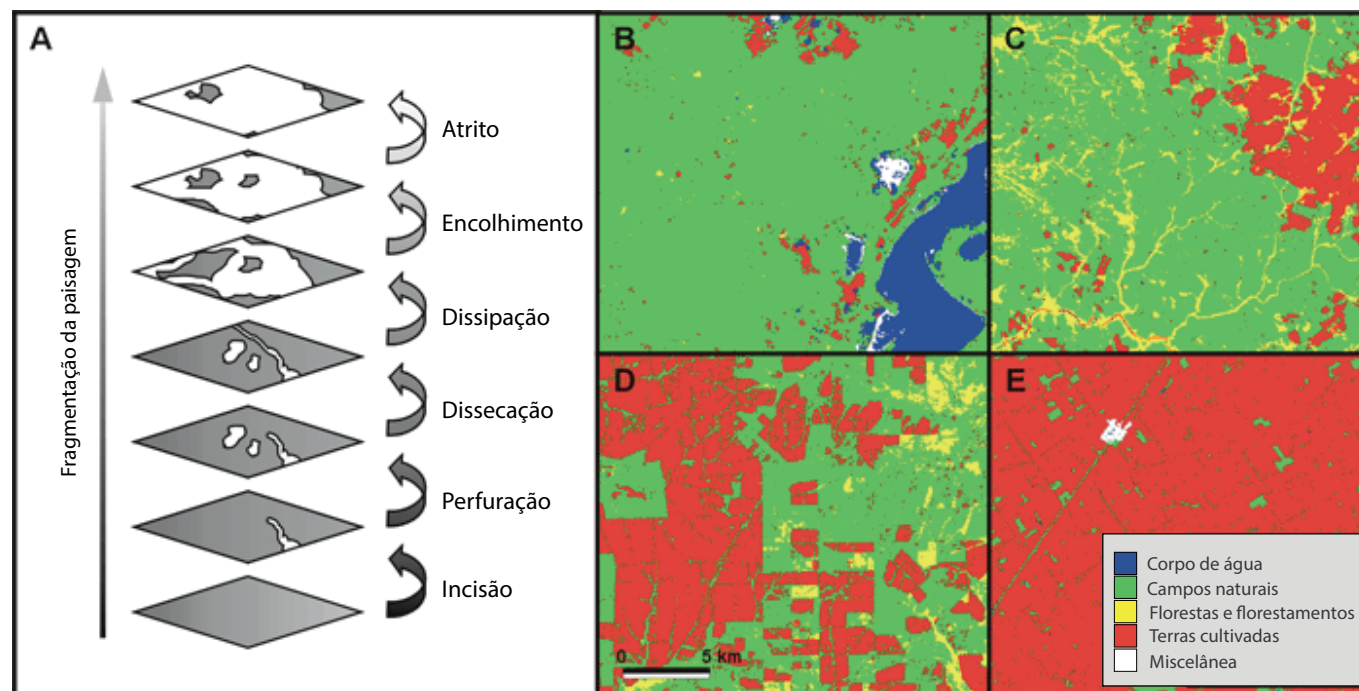 A
Fragmentação da paisagem
Atrito
Encolhimento
Dissipação
Dissecação
Perfuração
Incisão
B
C
D
0 5 km
E
Corpo de água
Campos naturais
Florestas e florestamentos
Terras cultivadas
Miscelânea